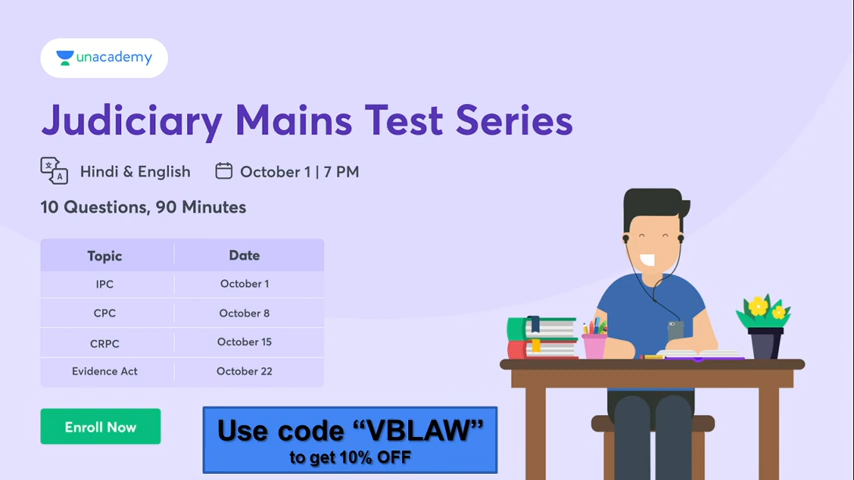 unacademy
Judiciary Mains Test Series
Hindi & English October 1 | 7 PM
10 Questions, 90 Minutes
Topic Date
IPC October 1
CPC October 8
CRPC October 15
Evidence Act October 22
Enroll Now
Use code “VBLAW”
to get 10% OFF